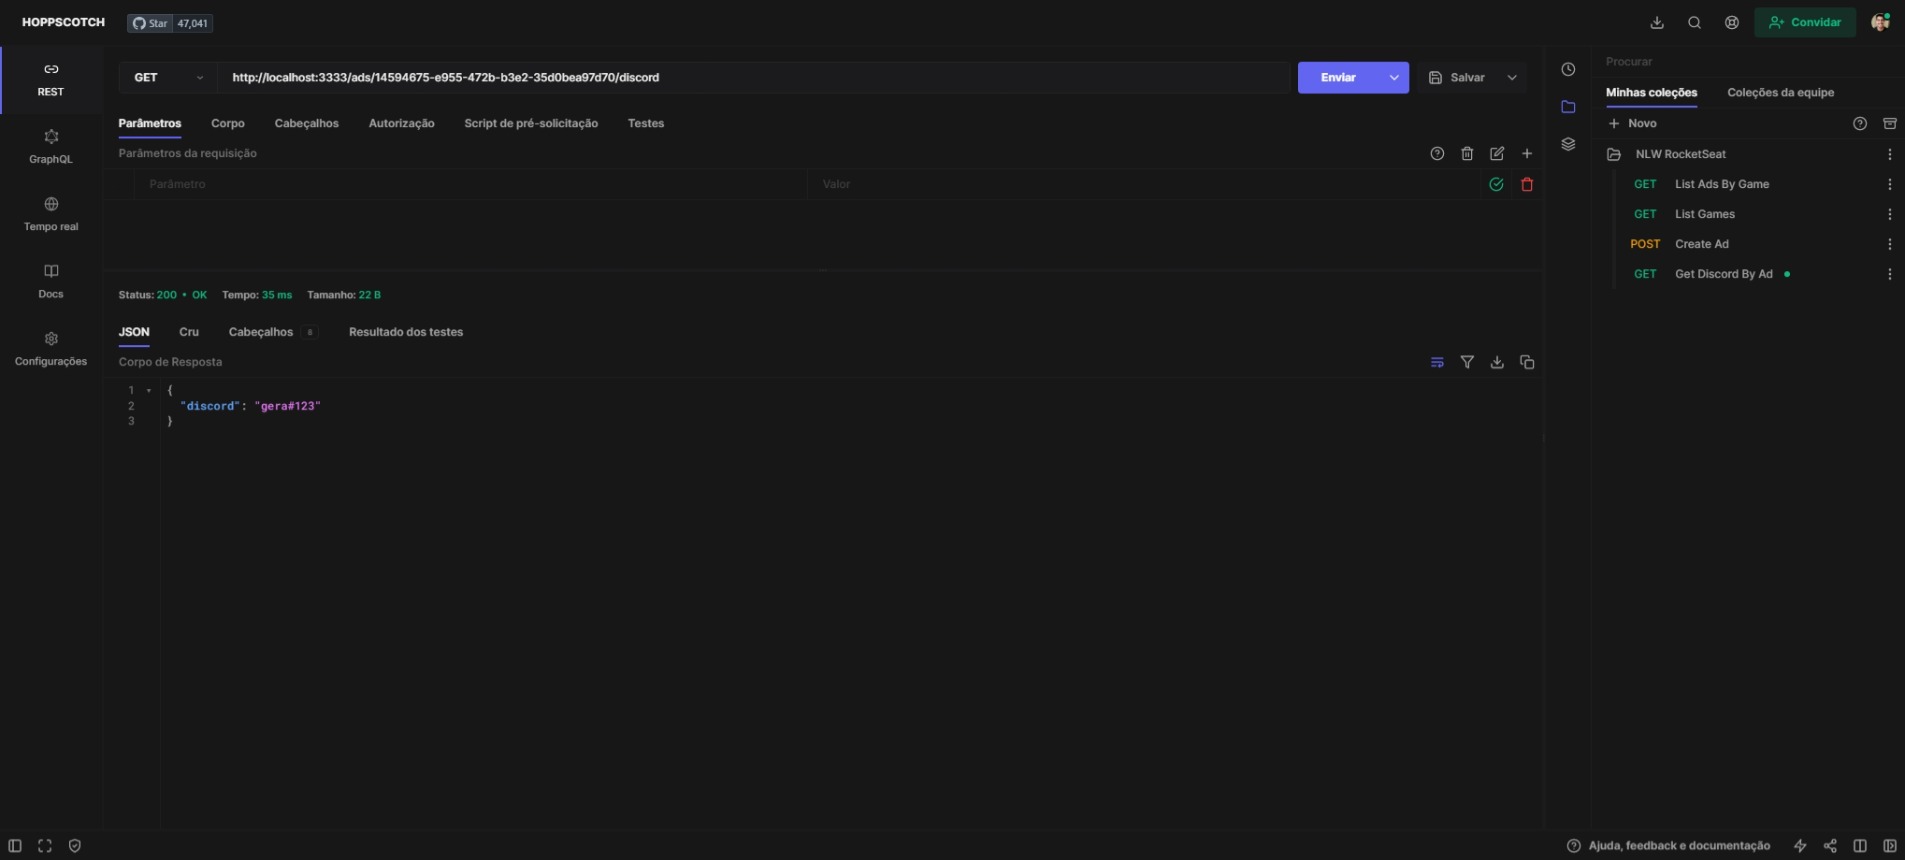 HOPPSCOTCH
Star 47,041
Convidar
REST
GraphQL
Tempo real
Docs
Configurações
GET
http://localhost:3333/ads/14594675-e955-472b-b3e2-35d0bea97d70/discord
Enviar
Salvar
Parâmetros Corpo Cabeçalhos Autorização Script de pré-solicitação Testes
Parâmetros da requisição
Parâmetro Valor
Status: 200 • OK Tempo: 35 ms Tamanho: 22 B
JSON Cru Cabeçalhos 8 Resultado dos testes
Corpo de Resposta
1 {
2 "discord": "gera#123"
3 }
Procurar
Minhas coleções Coleções da equipe
Novo
NLW RocketSeat
GET List Ads By Game
GET List Games
POST Create Ad
GET Get Discord By Ad
Ajuda, feedback e documentação